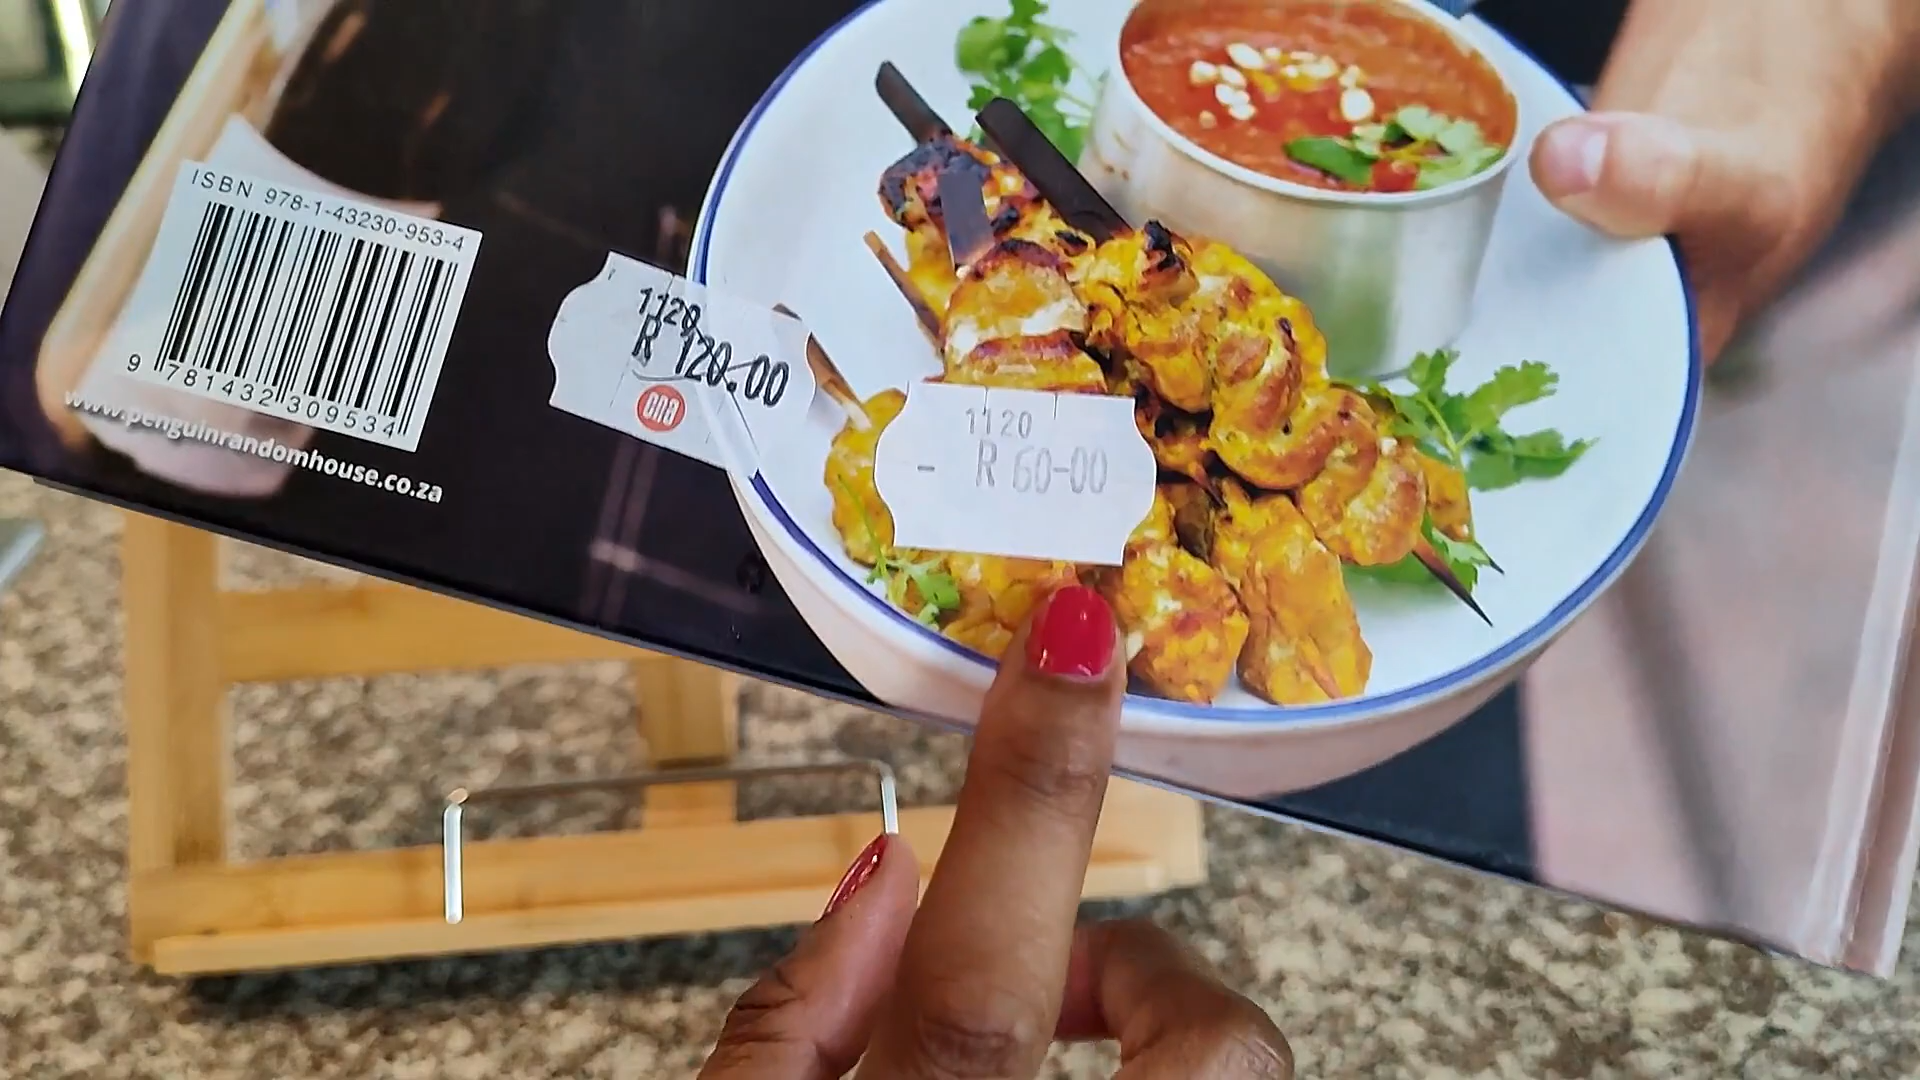 ISBN 978-1-43230-953-4
9 781432 309534
www.penguinrandomhouse.co.za
1120
R 120.00
cna
1120
- R 60-00